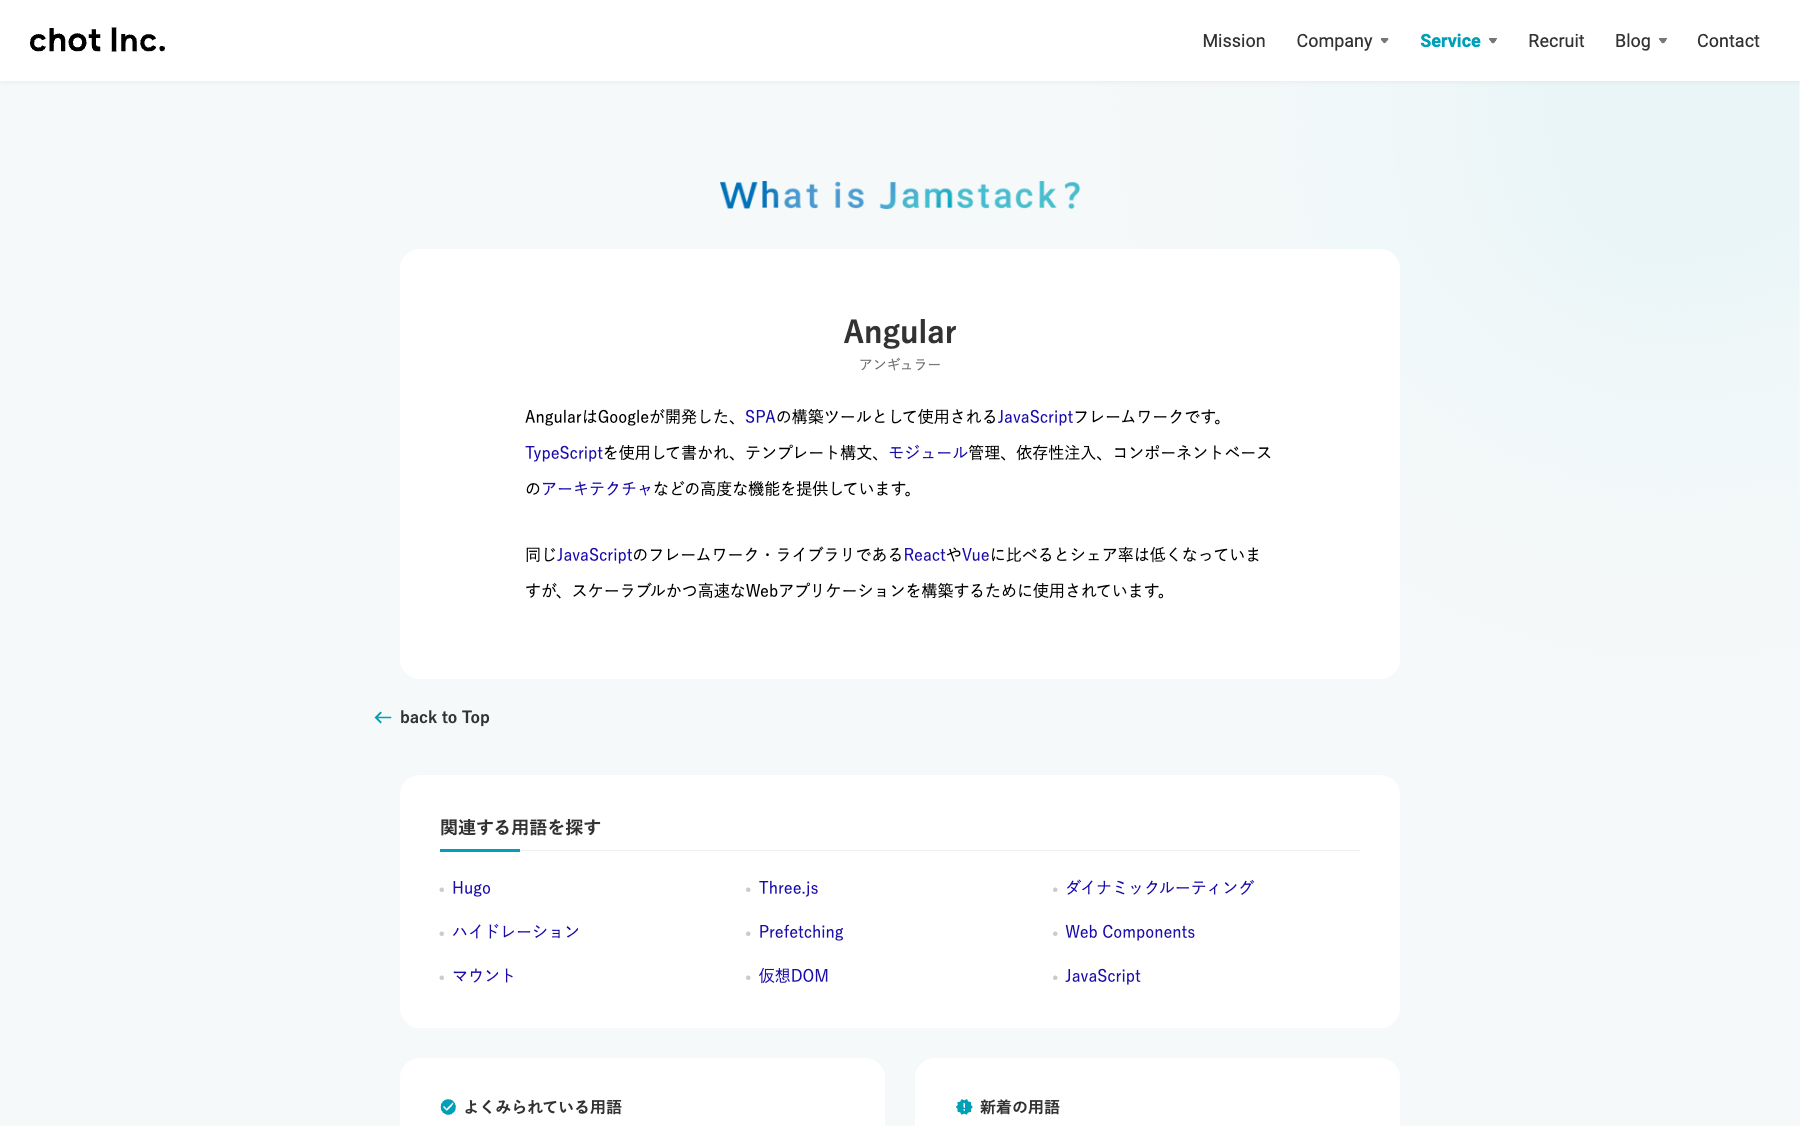 chot Inc.
Mission
Company
Service
Recruit
Blog
Contact
What is Jamstack?
Angular
アンギュラー
AngularはGoogleが開発した、SPAの構築ツールとして使用されるJavaScriptフレームワークです。
TypeScriptを使用して書かれ、テンプレート構文、モジュール管理、依存性注入、コンポーネントベース
のアーキテクチャなどの高度な機能を提供しています。
同じJavaScriptのフレームワーク・ライブラリであるReactやVueに比べるとシェア率は低くなっていま
すが、スケーラブルかつ高速なWebアプリケーションを構築するために使用されています。
back to Top
関連する用語を探す
Hugo
Three.js
ダイナミックルーティング
ハイドレーション
Prefetching
Web Components
マウント
仮想DOM
JavaScript
よくみられている用語
新着の用語